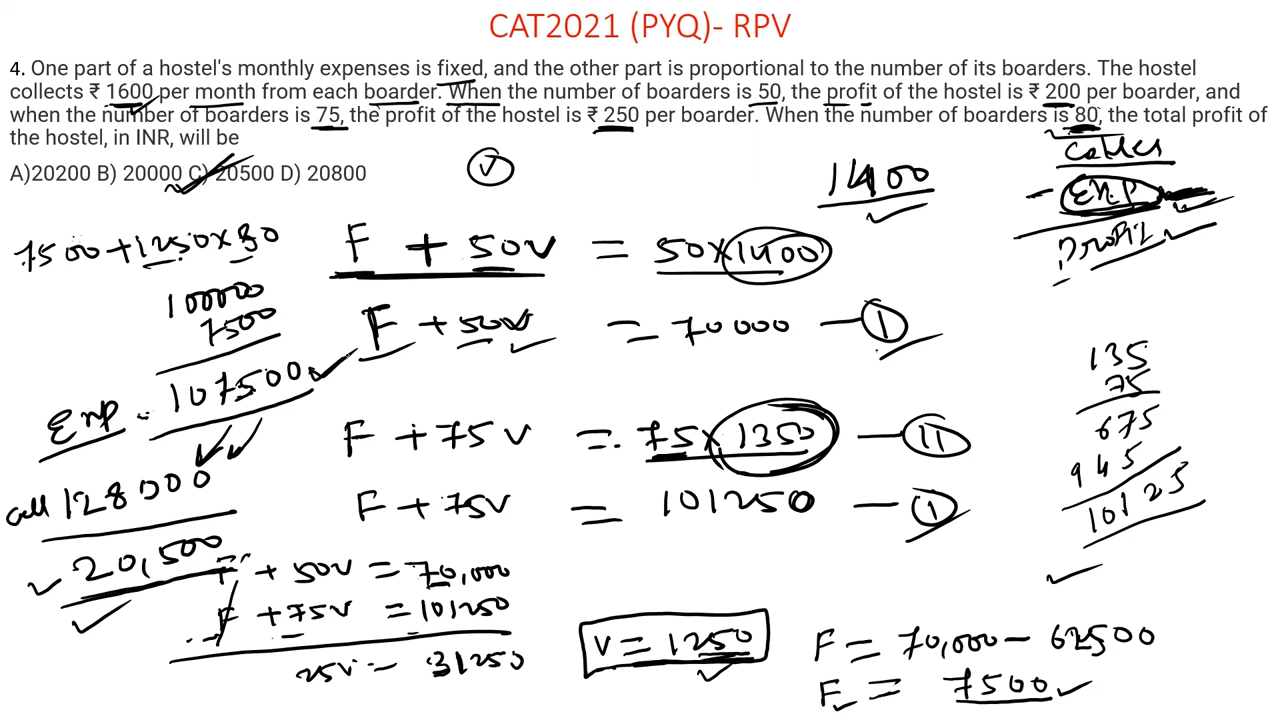 CAT2021 (PYQ)- RPV
4. One part of a hostel's monthly expenses is fixed, and the other part is proportional to the number of its boarders. The hostel
collects ₹ 1600 per month from each boarder. When the number of boarders is 50, the profit of the hostel is ₹ 200 per boarder, and
when the number of boarders is 75, the profit of the hostel is ₹ 250 per boarder. When the number of boarders is 80, the total profit of
the hostel, in INR, will be
A)20200 B) 20000 C) 20500 D) 20800
1400
- Exp
Profit
7500+1250×80
100000
7500
107500
Exp -
128000
20,500
F + 50v = 50×1400
F + 50v = 70000 — I
F + 75v = 75×1350 — II
F + 75v = 101250 — I
F + 50v = 70,000
F + 75v = 101250
25v = 31250
v = 1250
F = 70,000 - 62500
F = 7500
135
75
675
945
10125